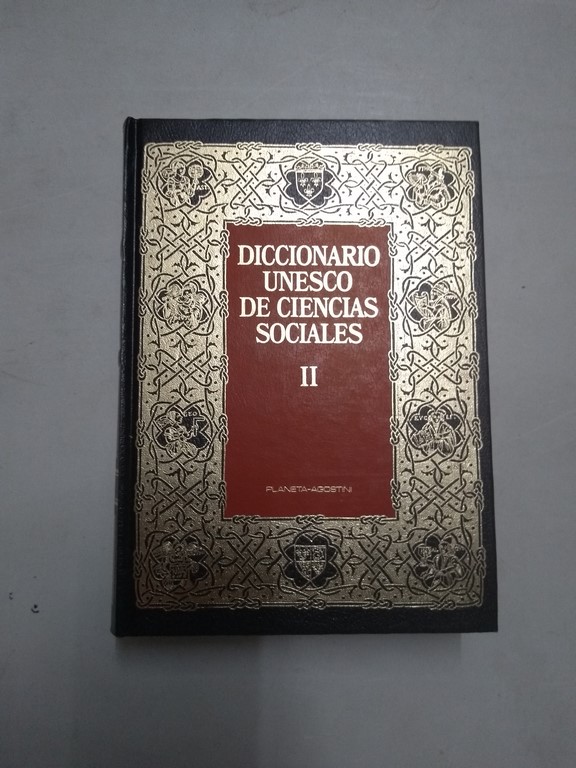 DICCIONARIO
UNESCO
DE CIENCIAS
SOCIALES
II
PLANETA-AGOSTINI